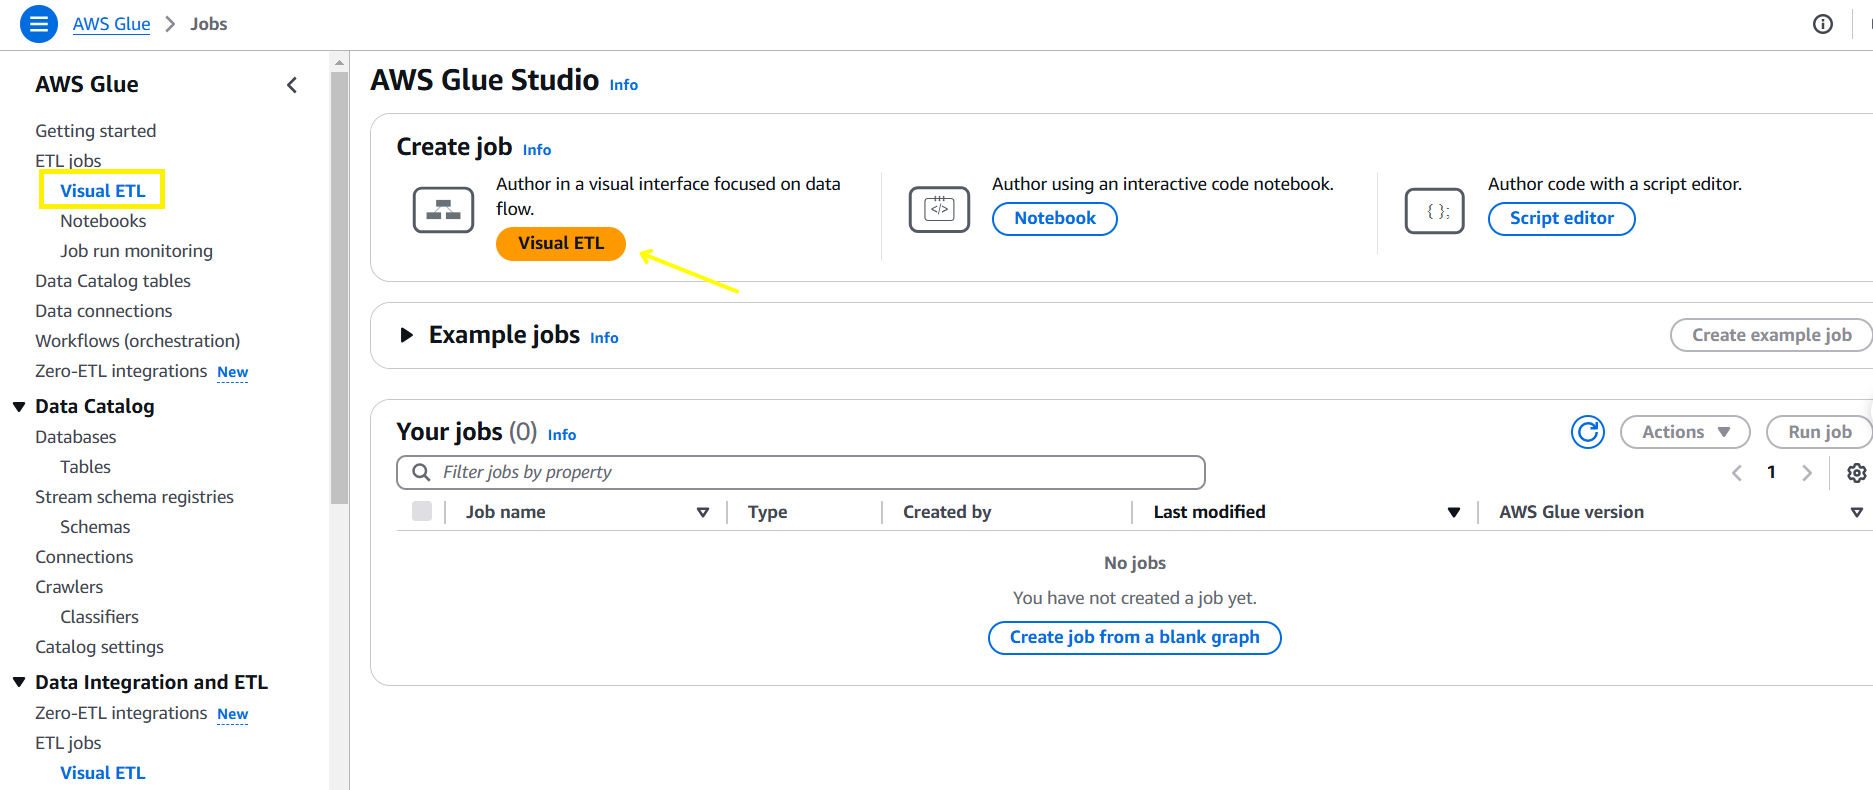 AWS Glue > Jobs
AWS Glue
Getting started
ETL jobs
Visual ETL
Notebooks
Job run monitoring
Data Catalog tables
Data connections
Workflows (orchestration)
Zero-ETL integrations New
Data Catalog
Databases
Tables
Stream schema registries
Schemas
Connections
Crawlers
Classifiers
Catalog settings
Data Integration and ETL
Zero-ETL integrations New
ETL jobs
Visual ETL
AWS Glue Studio Info
Create job Info
Author in a visual interface focused on data
flow.
Visual ETL
</>
Author using an interactive code notebook.
Notebook
{ };
Author code with a script editor.
Script editor
Example jobs Info
Create example job
Your jobs (0) Info
Actions
Run job
Filter jobs by property
1
Job name Type Created by Last modified AWS Glue version
No jobs
You have not created a job yet.
Create job from a blank graph